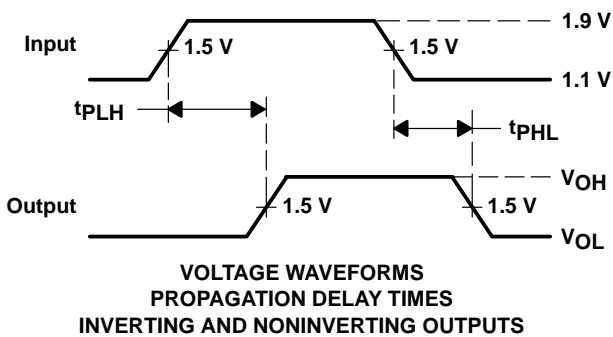 1.9 V
Input
1.5 V
1.5 V
1.1 V
tPLH
tPHL
VOH
Output
1.5 V
1.5 V
VOL
VOLTAGE WAVEFORMS
PROPAGATION DELAY TIMES
INVERTING AND NONINVERTING OUTPUTS